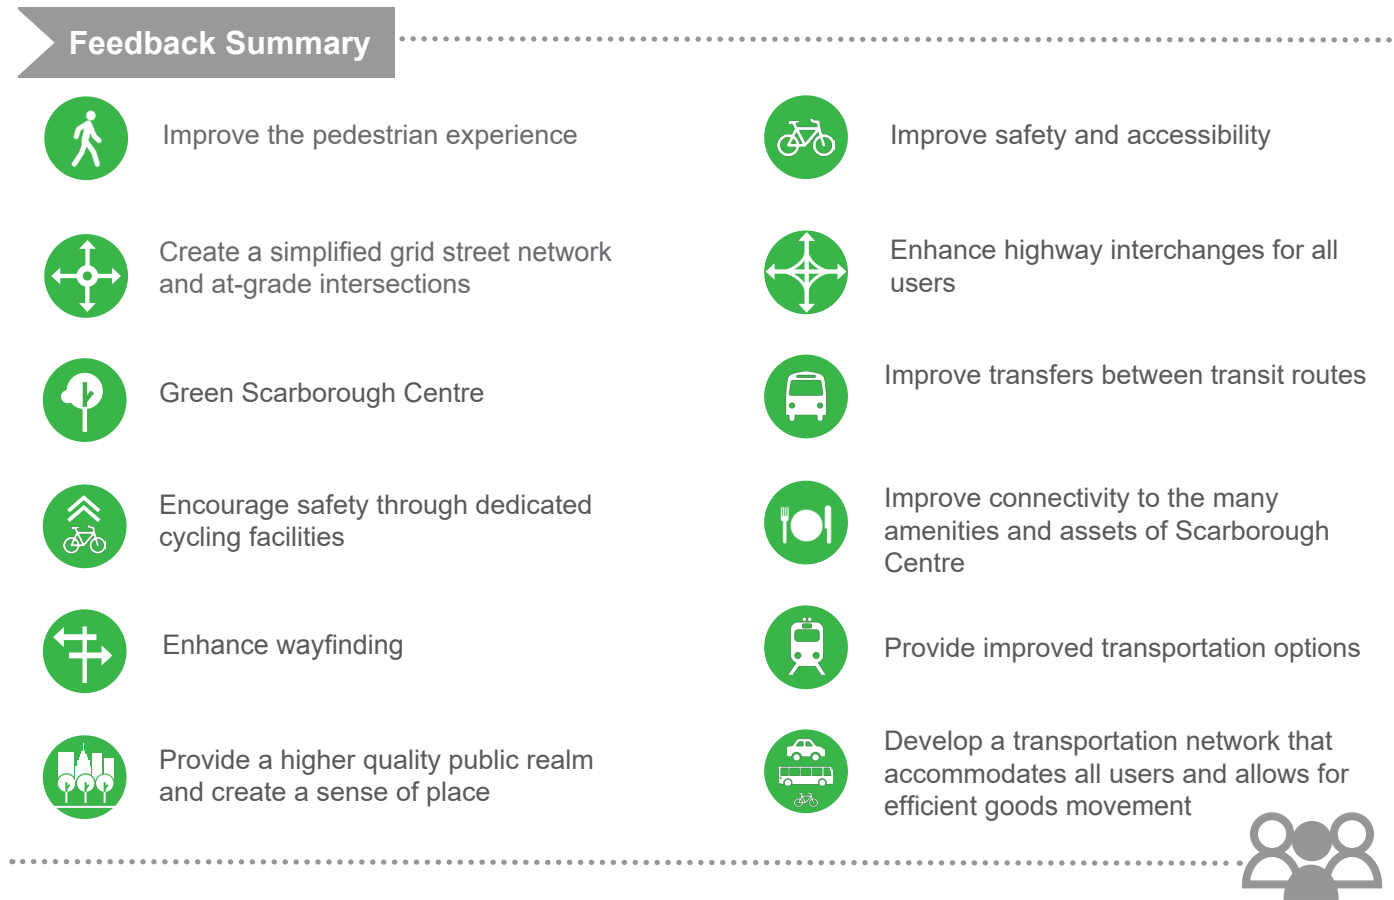 Feedback Summary
Improve the pedestrian experience
Create a simplified grid street network
and at-grade intersections
Green Scarborough Centre
Encourage safety through dedicated
cycling facilities
Enhance wayfinding
Provide a higher quality public realm
and create a sense of place
Improve safety and accessibility
Enhance highway interchanges for all
users
Improve transfers between transit routes
Improve connectivity to the many
amenities and assets of Scarborough
Centre
Provide improved transportation options
Develop a transportation network that
accommodates all users and allows for
efficient goods movement